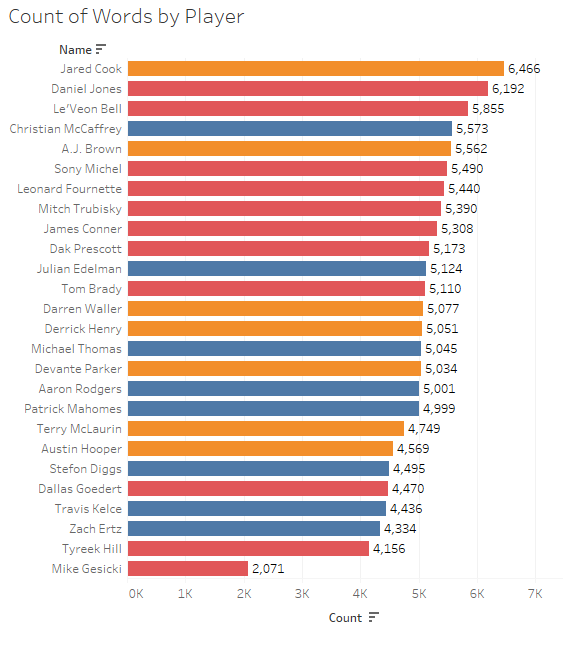 Count of Words by Player
Name
Jared Cook 6,466
Daniel Jones 6,192
Le'Veon Bell 5,855
Christian McCaffrey 5,573
A.J. Brown 5,562
Sony Michel 5,490
Leonard Fournette 5,440
Mitch Trubisky 5,390
James Conner 5,308
Dak Prescott 5,173
Julian Edelman 5,124
Tom Brady 5,110
Darren Waller 5,077
Derrick Henry 5,051
Michael Thomas 5,045
Devante Parker 5,034
Aaron Rodgers 5,001
Patrick Mahomes 4,999
Terry McLaurin 4,749
Austin Hooper 4,569
Stefon Diggs 4,495
Dallas Goedert 4,470
Travis Kelce 4,436
Zach Ertz 4,334
Tyreek Hill 4,156
Mike Gesicki 2,071
0K 1K 2K 3K 4K 5K 6K 7K
Count